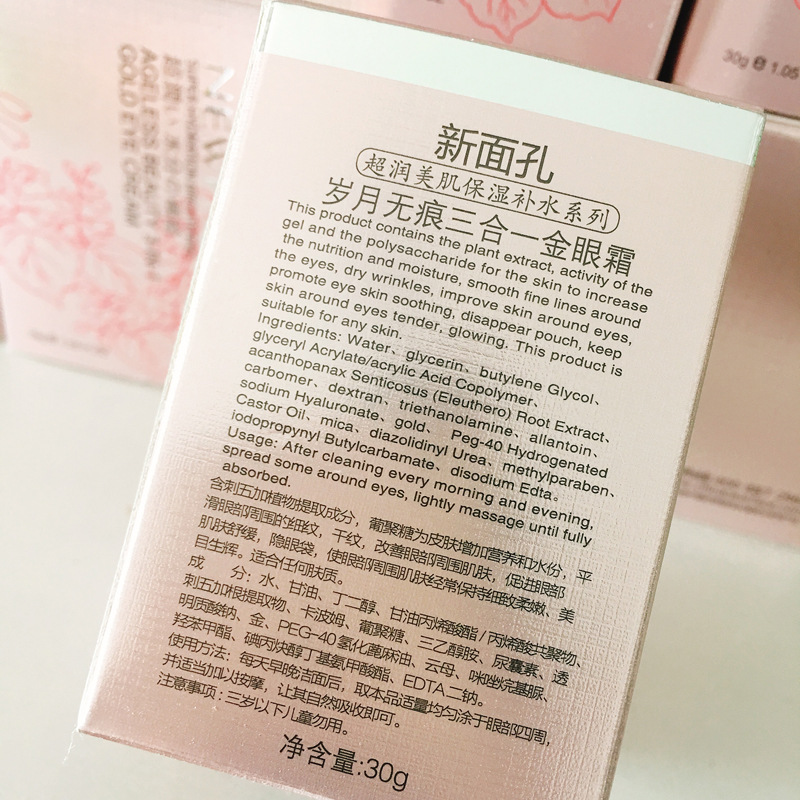 新面孔
超润美肌保湿补水系列
岁月无痕三合一金眼霜
This product contains the plant extract, activity of the
gel and the polysaccharide for the skin to increase
the nutrition and moisture, smooth fine lines around
the eyes, dry wrinkles, improve skin around eyes,
promote eye skin soothing, disappear pouch, keep
skin around eyes tender, glowing. This product is
suitable for any skin.
Ingredients: Water、glycerin、butylene Glycol、
glyceryl Acrylate/acrylic Acid Copolymer、
acanthopanax Senticosus (Eleuthero) Root Extract、
carbomer、dextran、triethanolamine、allantoin、
sodium Hyaluronate、gold、 Peg-40 Hydrogenated
Castor Oil、mica、diazolidinyl Urea、methylparaben、
iodopropynyl Butylcarbamate、disodium Edta。
Usage: After cleaning every morning and evening,
spread some around eyes, lightly massage until fully
absorbed.
含刺五加植物提取成分，葡聚糖为皮肤增加营养和水份，平
滑眼部周围的细纹，干纹，改善眼部周围肌肤，促进眼部
肌肤舒缓，隐眼袋，使眼部周围肌肤经常保持细致柔嫩、美
目生辉。适合任何肤质。
成 分：水、甘油、丁二醇、甘油丙烯酸酯/丙烯酸共聚物、
刺五加根提取物、卡波姆、葡聚糖、三乙醇胺、尿囊素、透
明质酸钠、金、PEG-40氢化蓖麻油、云母、咪唑烷基脲、
羟苯甲酯、碘丙炔醇丁基氨甲酸酯、EDTA二钠。
使用方法：每天早晚洁面后，取本品适量均匀涂于眼部四周，
并适当加以按摩，让其自然吸收即可。
注意事项：三岁以下儿童勿用。
净含量:30g
AGELESS BEAUTY 3 IN 1
GOLD EYE CREAM
30g e 1.05